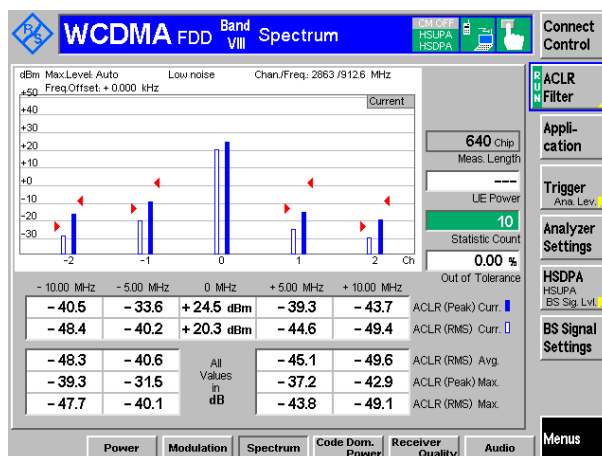 R&S
WCDMA FDD Band VIII Spectrum
CM OFF
HSUPA
HSDPA
Connect Control
dBm Max.Level: Auto Low noise Chan./Freq.: 2863 /912.6 MHz
Freq.Offset: + 0.000 kHz
Current
+50
+40
+30
+20
+10
+0
-10
-20
-30
-2 -1 0 1 2 Ch
640 Chip
Meas. Length
---
UE Power
10
Statistic Count
0.00 %
Out of Tolerance
- 10.00 MHz - 5.00 MHz 0 MHz + 5.00 MHz + 10.00 MHz
- 40.5 - 33.6 + 24.5 dBm - 39.3 - 43.7 ACLR (Peak) Curr.
- 48.4 - 40.2 + 20.3 dBm - 44.6 - 49.4 ACLR (RMS) Curr.
- 48.3 - 40.6 - 45.1 - 49.6 ACLR (RMS) Avg.
- 39.3 - 31.5 - 37.2 - 42.9 ACLR (Peak) Max.
- 47.7 - 40.1 - 43.8 - 49.1 ACLR (RMS) Max.
All
Values
in
dB
RUN
ACLR
Filter
Appli-
cation
Trigger
Ana. Lev.
Analyzer
Settings
HSDPA
HSUPA
BS Sig. Lvl.
BS Signal
Settings
Menus
Power Modulation Spectrum Code Dom. Power Receiver Quality Audio